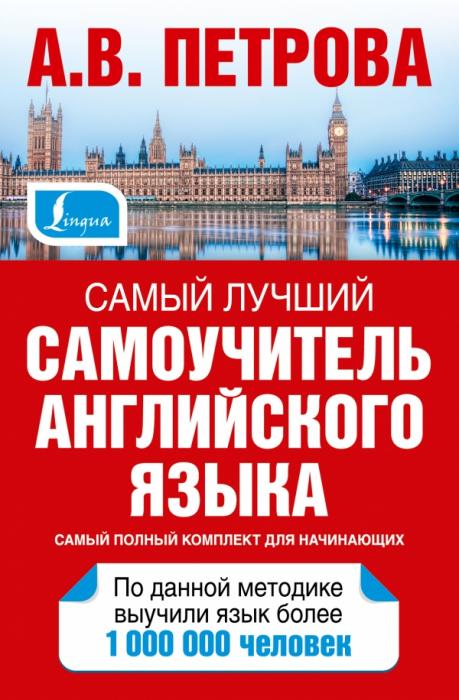 А.В. ПЕТРОВА
Lingua
САМЫЙ ЛУЧШИЙ
САМОУЧИТЕЛЬ
АНГЛИЙСКОГО
ЯЗЫКА
САМЫЙ ПОЛНЫЙ КОМПЛЕКТ ДЛЯ НАЧИНАЮЩИХ
По данной методике
выучили язык более
1 000 000 человек